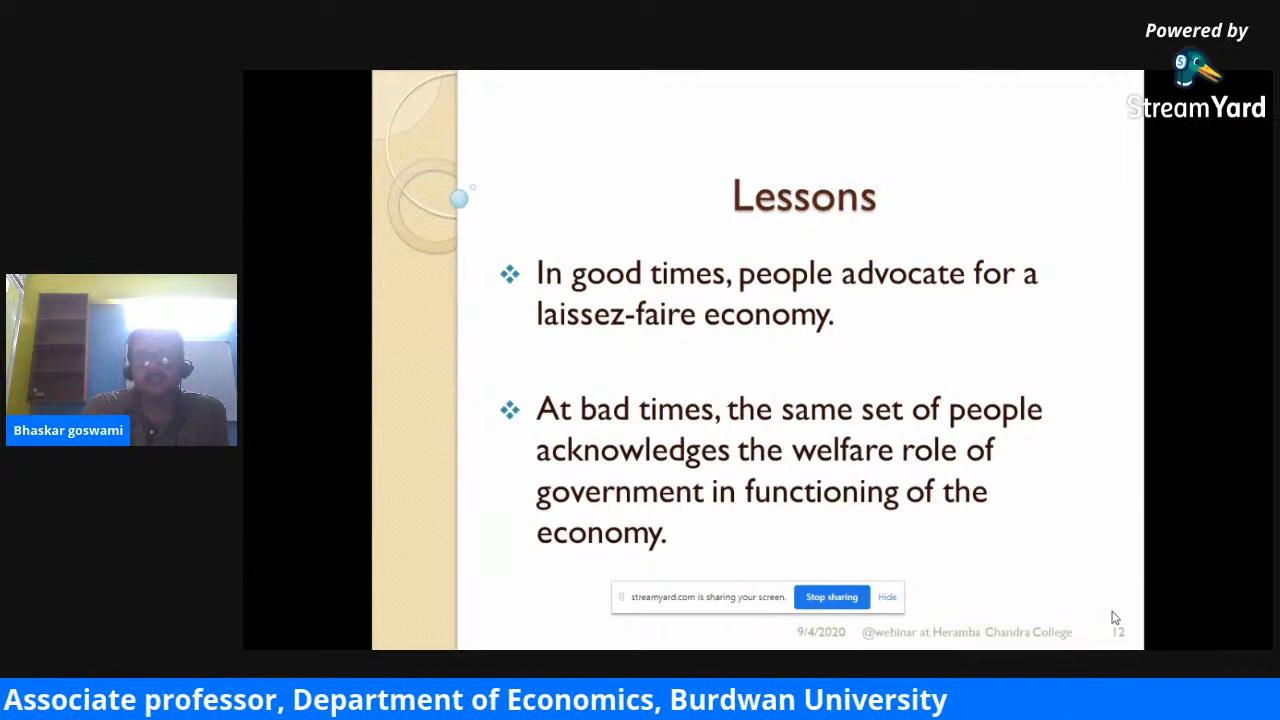 Powered by
StreamYard
Lessons
In good times, people advocate for a
laissez-faire economy.
At bad times, the same set of people
acknowledges the welfare role of
government in functioning of the
economy.
Bhaskar goswami
streamyard.com is sharing your screen.
Stop sharing
Hide
9/4/2020
@webinar at Heramba Chandra College
12
Associate professor, Department of Economics, Burdwan University